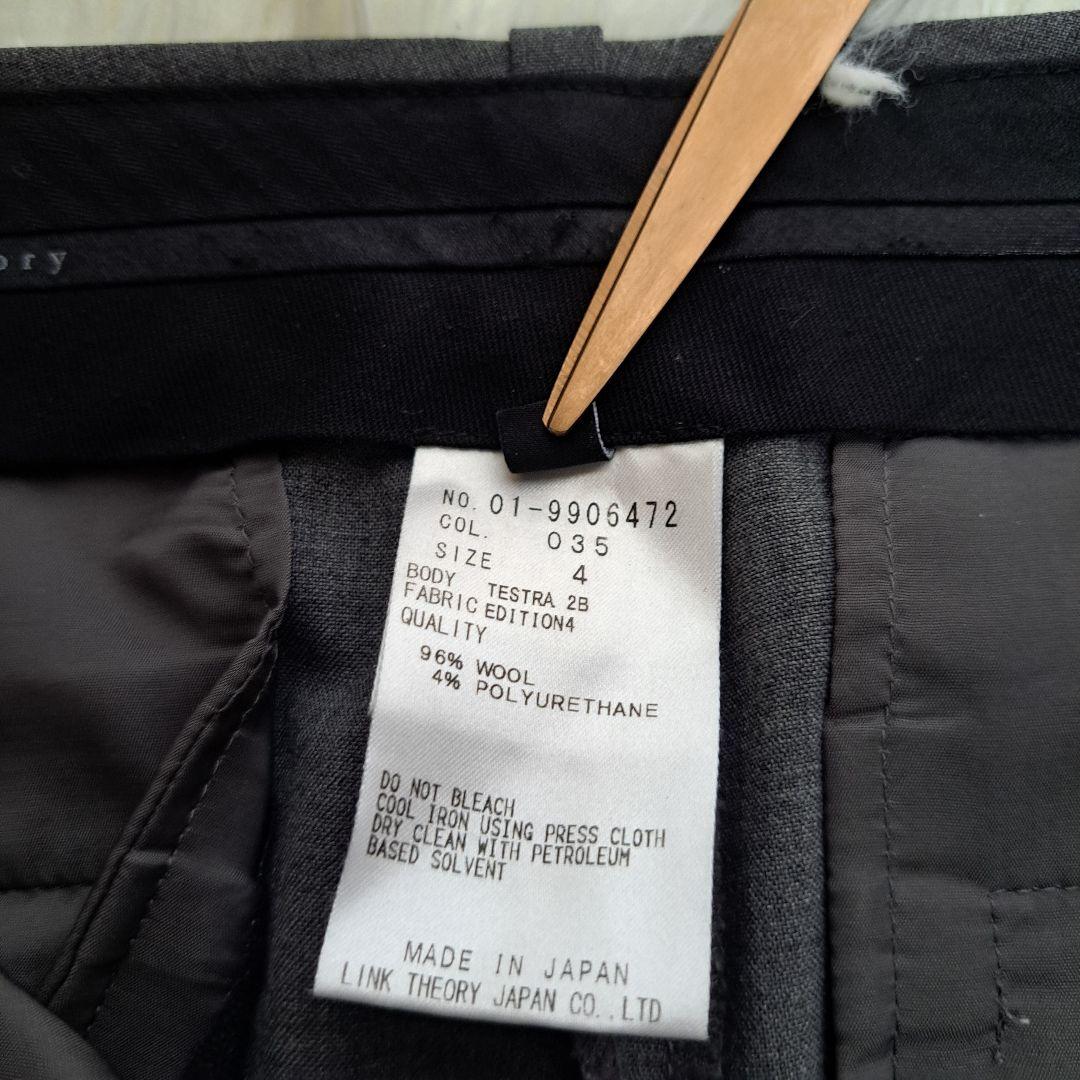 ory
NO. 01-9906472
COL. 035
SIZE 4
BODY TESTRA 2B
FABRIC EDITION4
QUALITY
96% WOOL
4% POLYURETHANE
DO NOT BLEACH
COOL IRON USING PRESS CLOTH
DRY CLEAN WITH PETROLEUM
BASED SOLVENT
MADE IN JAPAN
LINK THEORY JAPAN CO.,LTD